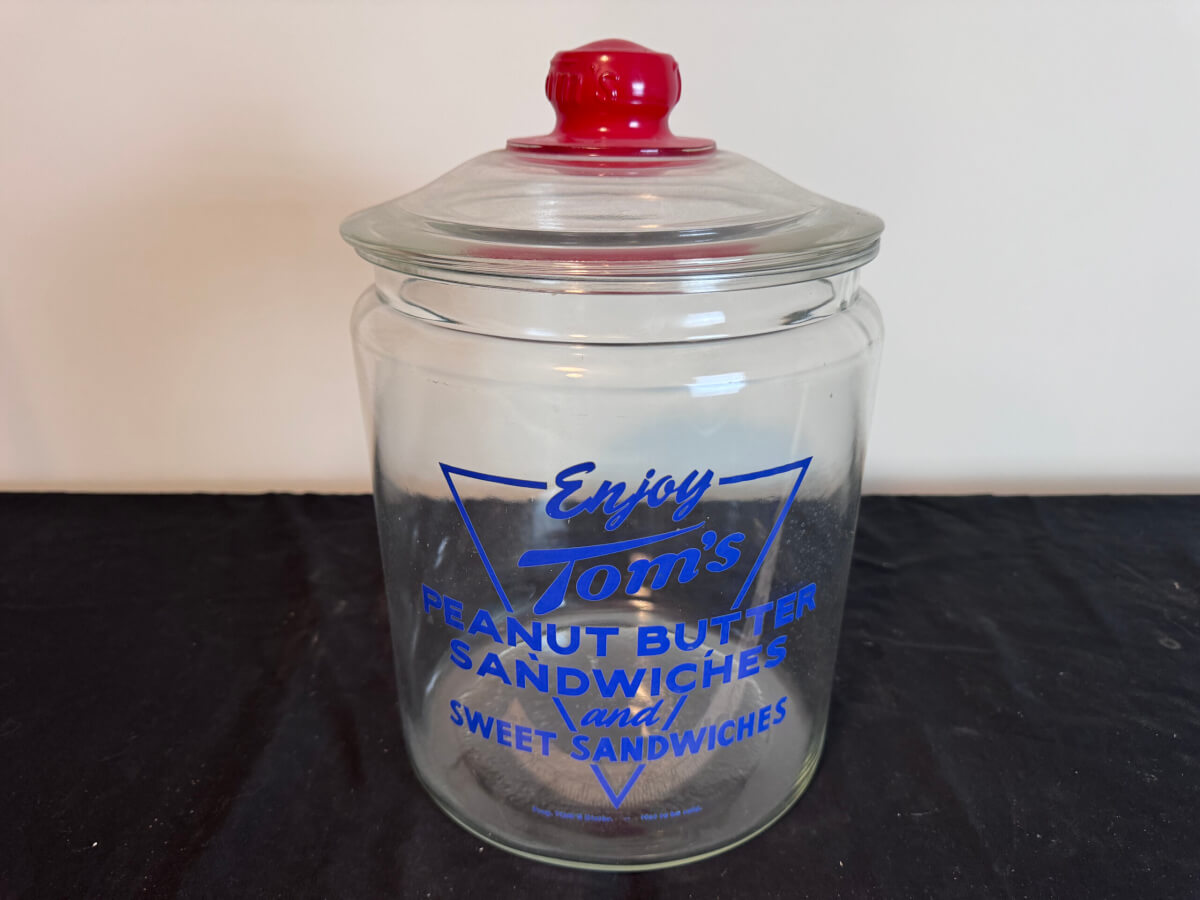 Enjoy
Tom's
PEANUT BUTTER
SANDWICHES
and
SWEET SANDWICHES